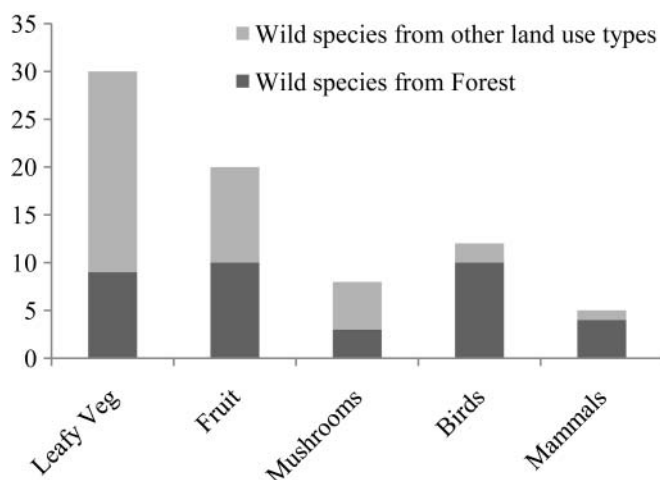 35
30
25
20
15
10
5
0
Wild species from other land use types
Wild species from Forest
Leafy Veg
Fruit
Mushrooms
Birds
Mammals